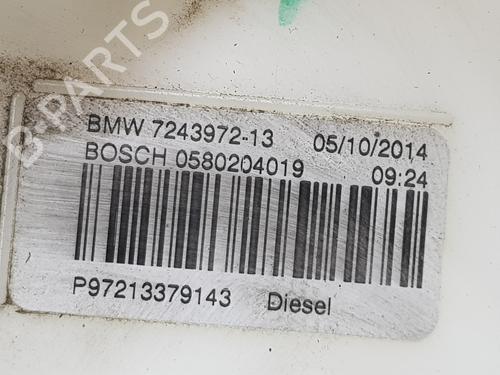 B-PARTS
BMW 7243972-13 05/10/2014
BOSCH 0580204019 09:24
P97213379143 Diesel